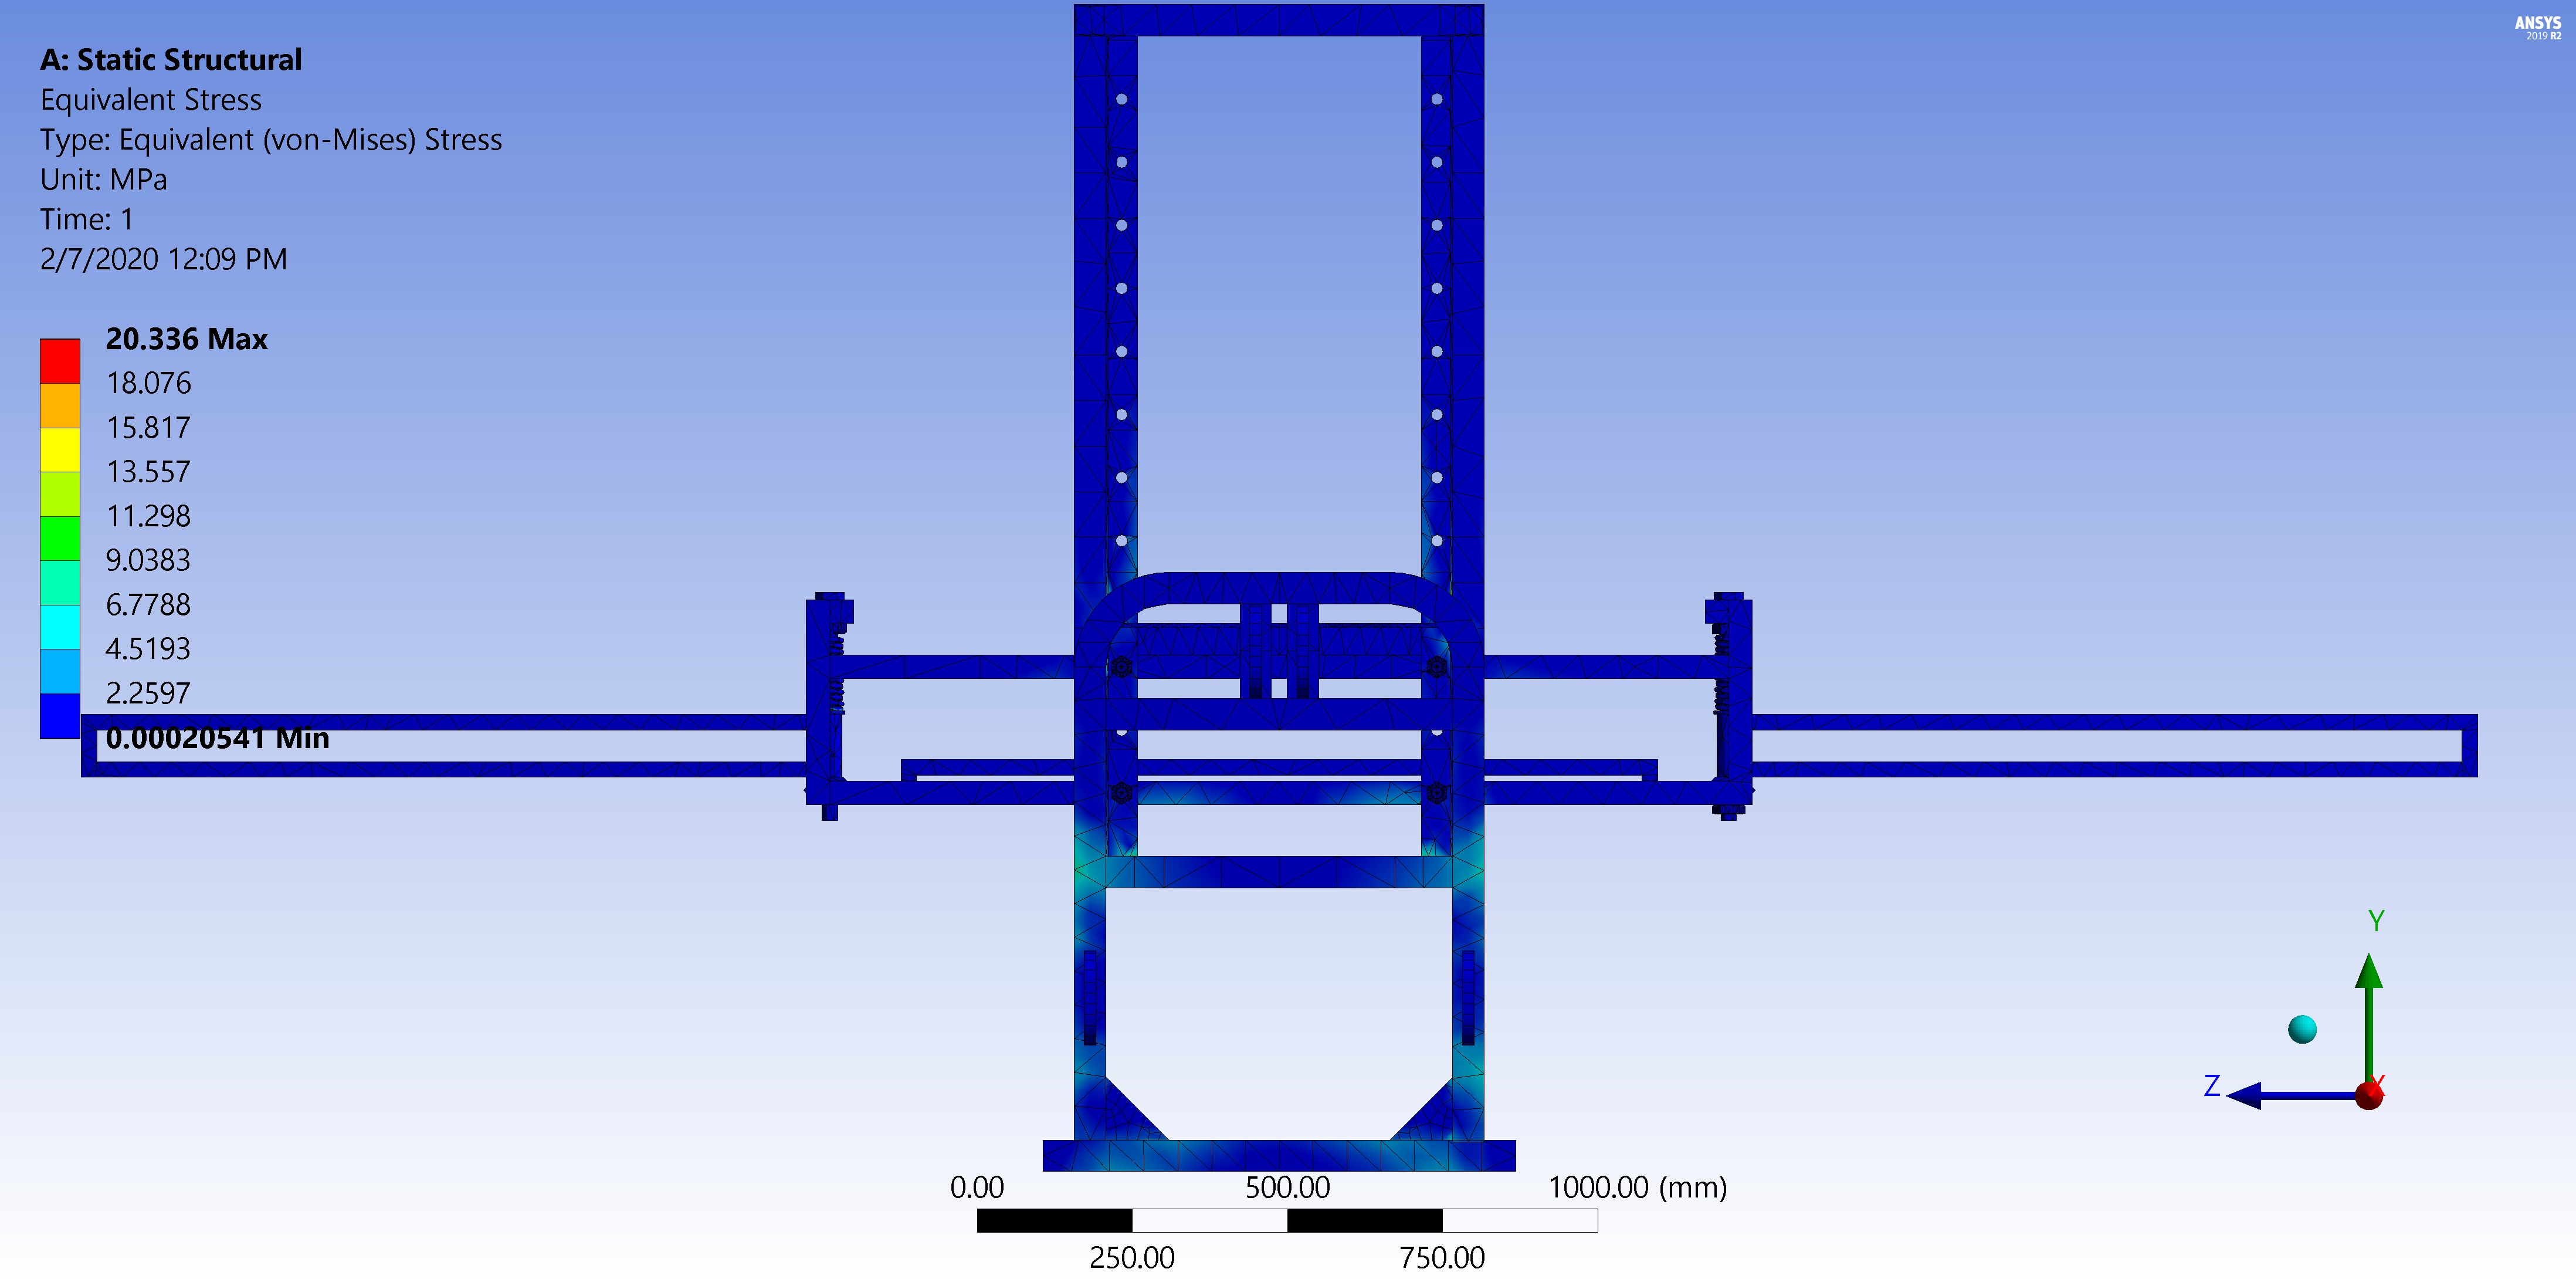 ANSYS
2019 R2
A: Static Structural
Equivalent Stress
Type: Equivalent (von-Mises) Stress
Unit: MPa
Time: 1
2/7/2020 12:09 PM
20.336 Max
18.076
15.817
13.557
11.298
9.0383
6.7788
4.5193
2.2597
0.00020541 Min
Y
Z
X
0.00 500.00 1000.00 (mm)
250.00 750.00